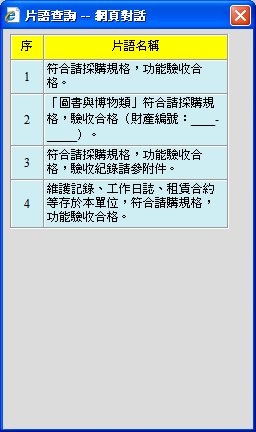 片語查詢 -- 網頁對話
序 片語名稱
1 符合請採購規格，功能驗收合
格。
2 「圖書與博物類」符合請採購規
格，驗收合格（財產編號：____-
_____）。
3 符合請採購規格，功能驗收合
格，驗收紀錄請參附件。
4 維護記錄、工作日誌、租賃合約
等存於本單位，符合請購規格，
功能驗收合格。